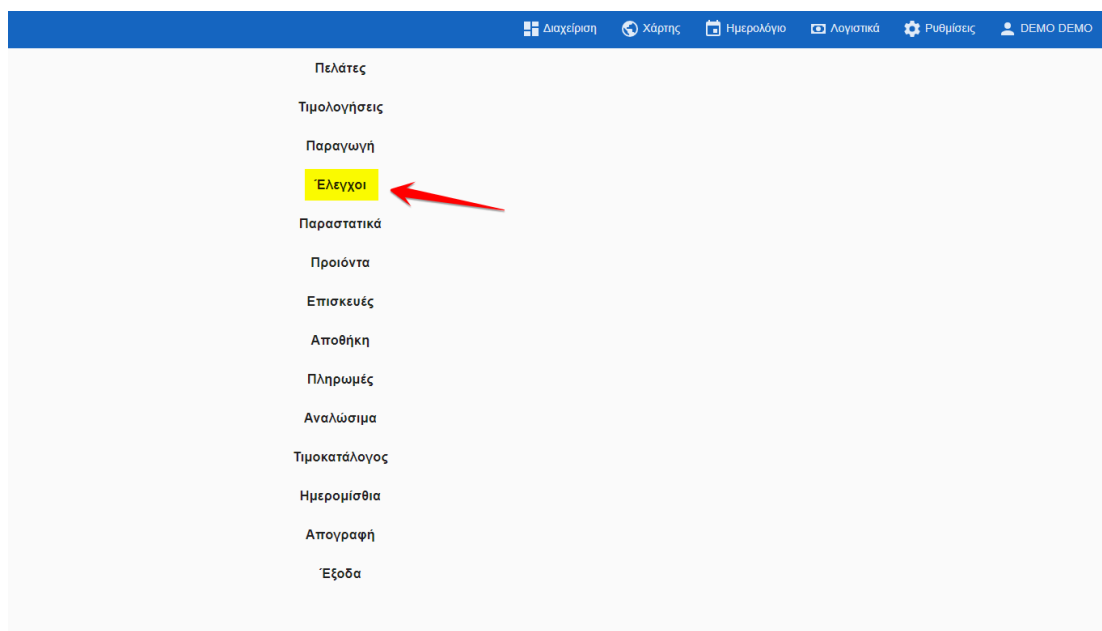 Διαχείριση Χάρτης Ημερολόγιο Λογιστικά Ρυθμίσεις DEMO DEMO
Πελάτες
Τιμολογήσεις
Παραγωγή
Έλεγχοι
Παραστατικά
Προιόντα
Επισκευές
Αποθήκη
Πληρωμές
Αναλώσιμα
Τιμοκατάλογος
Ημερομίσθια
Απογραφή
Έξοδα